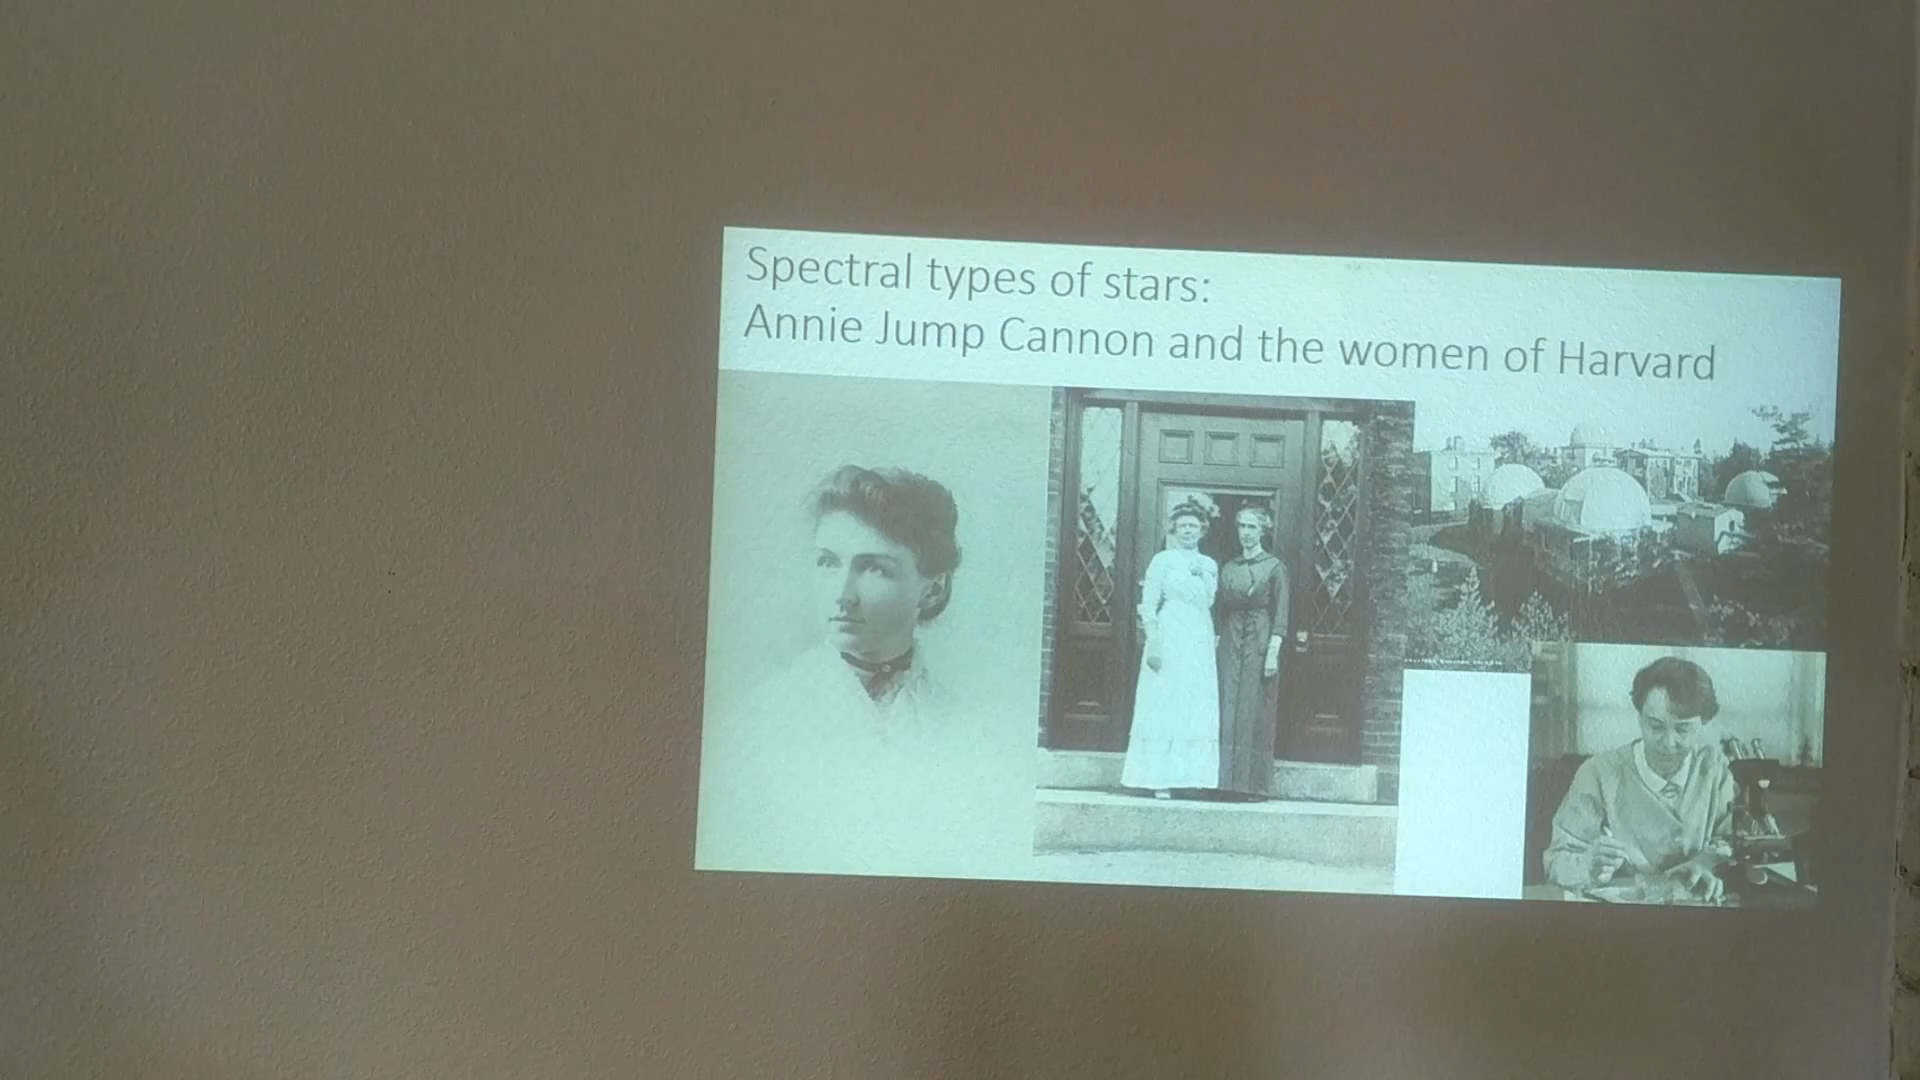 Spectral types of stars:
Annie Jump Cannon and the women of Harvard